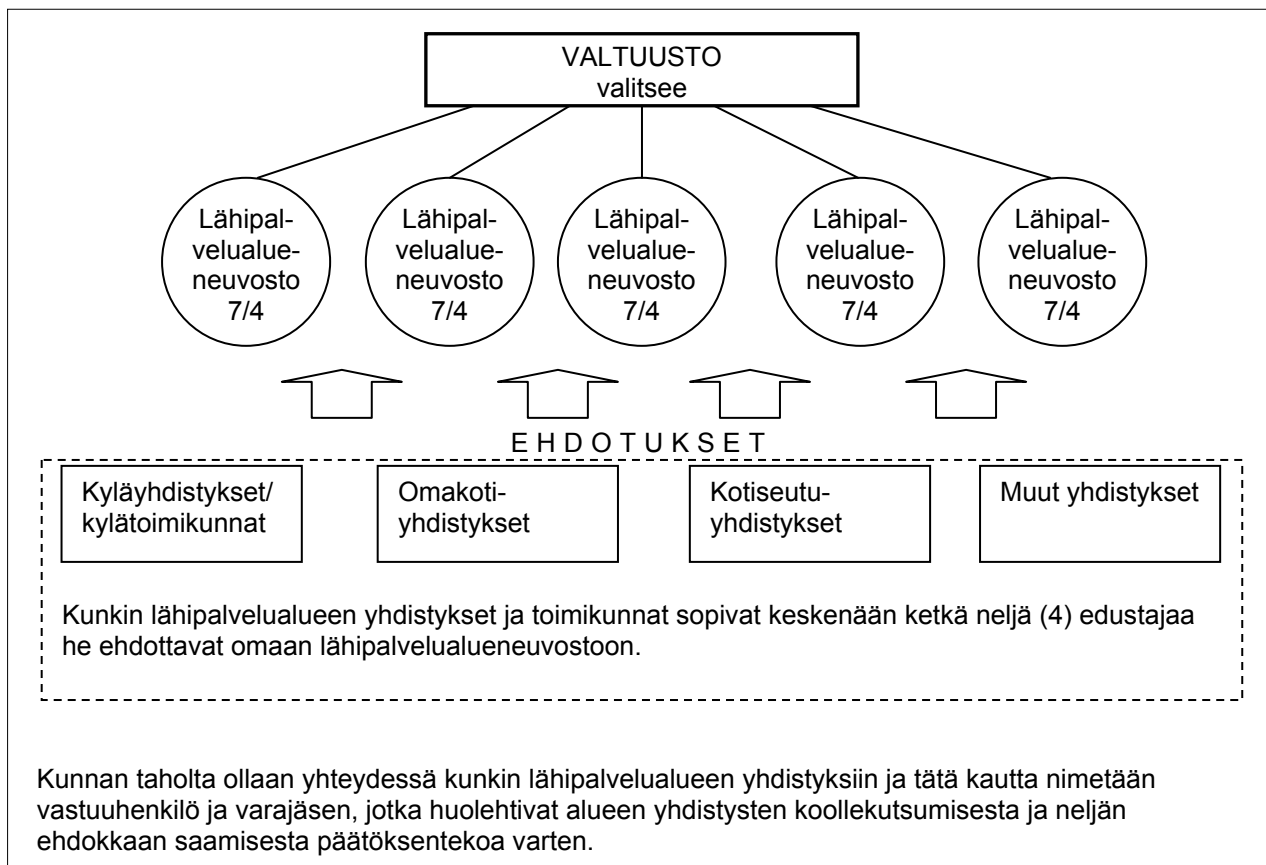 VALTUUSTO
valitsee
Lähipal-
velualue-
neuvosto
7/4
Lähipal-
velualue-
neuvosto
7/4
Lähipal-
velualue-
neuvosto
7/4
Lähipal-
velualue-
neuvosto
7/4
Lähipal-
velualue-
neuvosto
7/4
E H D O T U K S E T
Kyläyhdistykset/
kylätoimikunnat
Omakoti-
yhdistykset
Kotiseutu-
yhdistykset
Muut yhdistykset
Kunkin lähipalvelualueen yhdistykset ja toimikunnat sopivat keskenään ketkä neljä (4) edustajaa
he ehdottavat omaan lähipalvelualueneuvostoon.
Kunnan taholta ollaan yhteydessä kunkin lähipalvelualueen yhdistyksiin ja tätä kautta nimetään
vastuuhenkilö ja varajäsen, jotka huolehtivat alueen yhdistysten koollekutsumisesta ja neljän
ehdokkaan saamisesta päätöksentekoa varten.